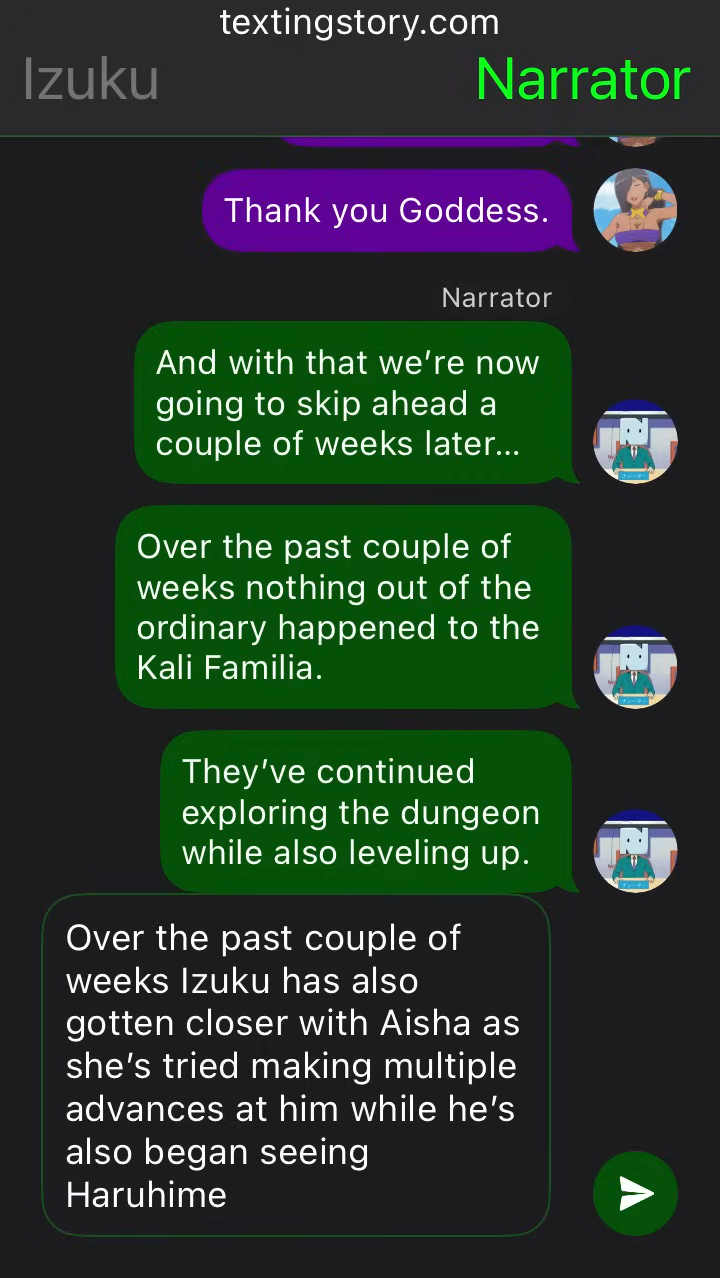 textingstory.com
Izuku
Narrator
Thank you Goddess.
Narrator
And with that we’re now
going to skip ahead a
couple of weeks later...
Over the past couple of
weeks nothing out of the
ordinary happened to the
Kali Familia.
They’ve continued
exploring the dungeon
while also leveling up.
Over the past couple of
weeks Izuku has also
gotten closer with Aisha as
she’s tried making multiple
advances at him while he’s
also began seeing
Haruhime